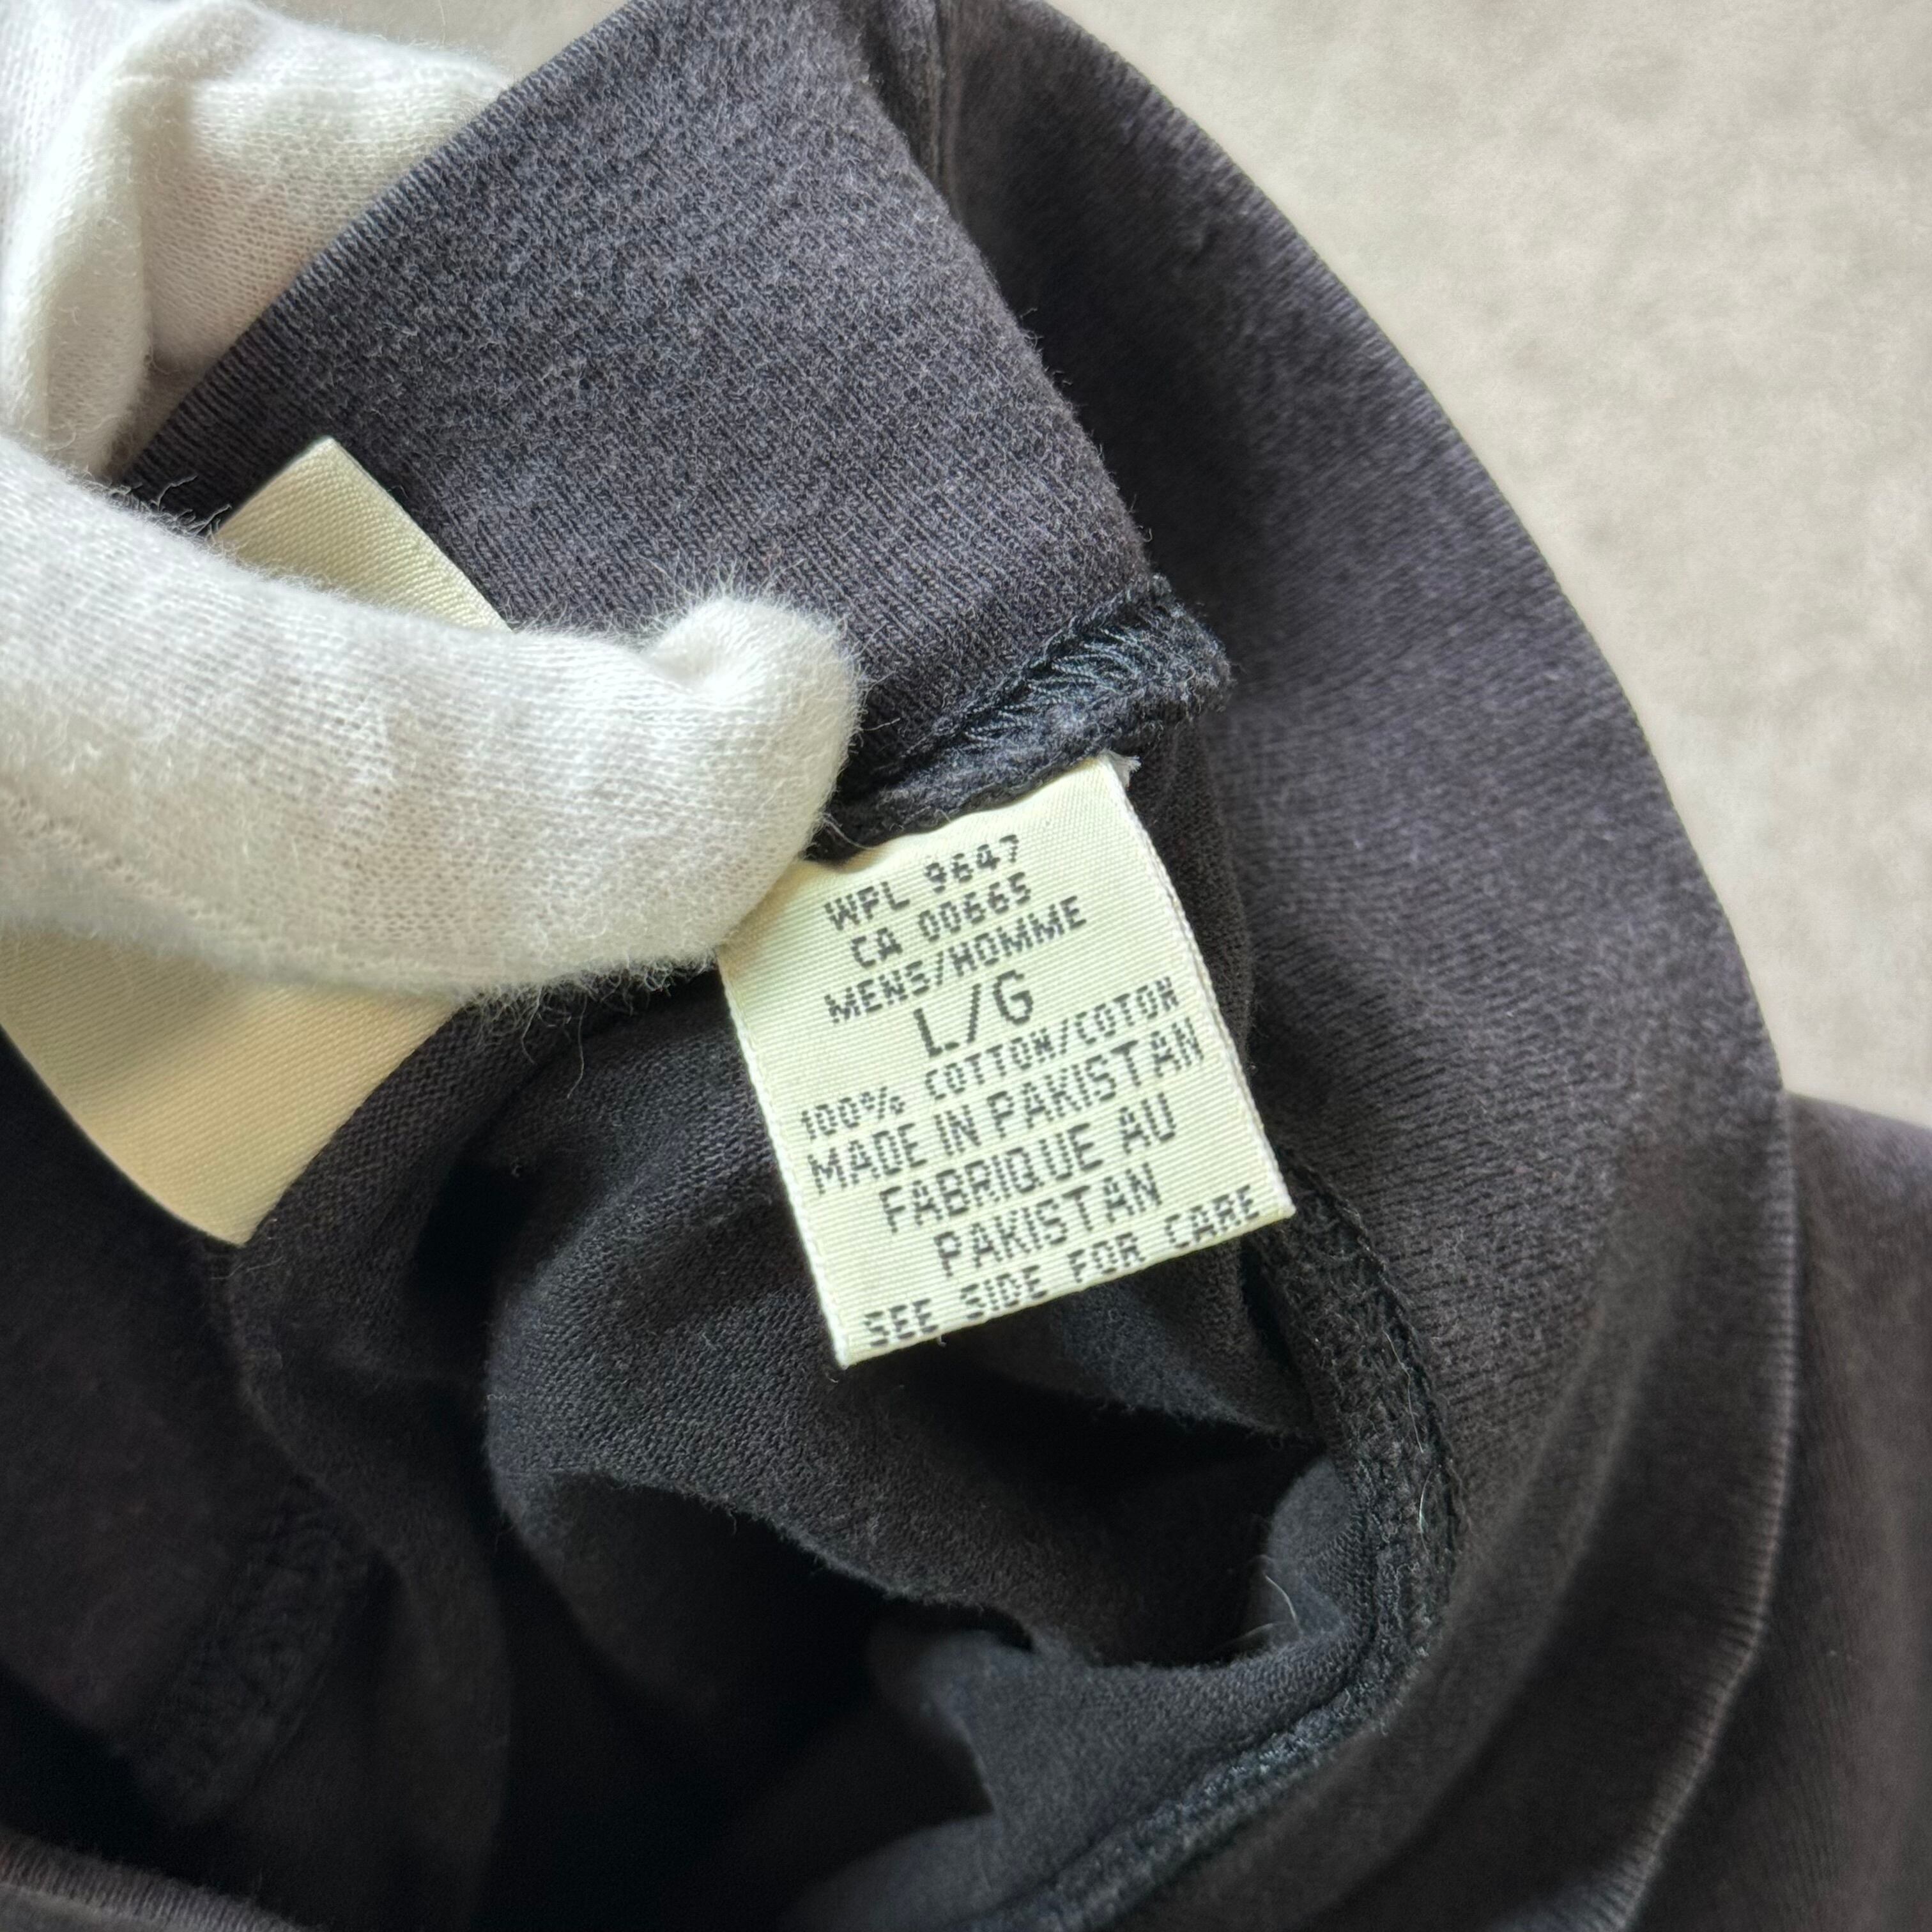 WPL 9647
CA 00665
MENS/HOMME
L/G
100% COTTON/COTON
MADE IN PAKISTAN
FABRIQUE AU
PAKISTAN
SEE SIDE FOR CARE